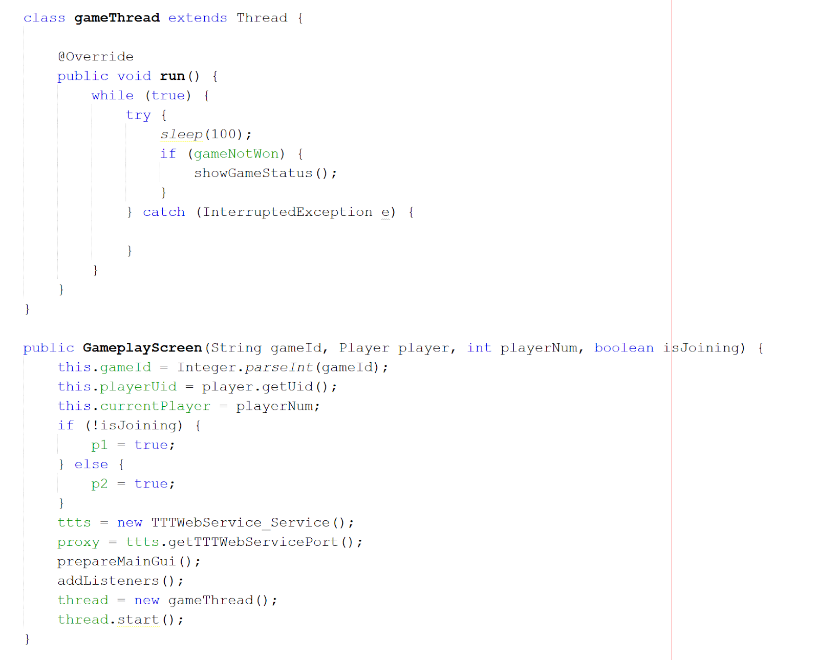 class gameThread extends Thread {
@Override
public void run() {
while (true) {
try {
sleep(100);
if (gameNotWon) {
showGameStatus();
}
} catch (InterruptedException e) {
}
}
}
}
public GameplayScreen(String gameId, Player player, int playerNum, boolean isJoining) {
this.gameId = Integer.parseInt(gameId);
this.playerUid = player.getUid();
this.currentPlayer = playerNum;
if (!isJoining) {
p1 = true;
} else {
p2 = true;
}
ttts = new TTTWebService_Service();
proxy = ttts.getTTTWebServicePort();
prepareMainGui();
addListeners();
thread = new gameThread();
thread.start();
}